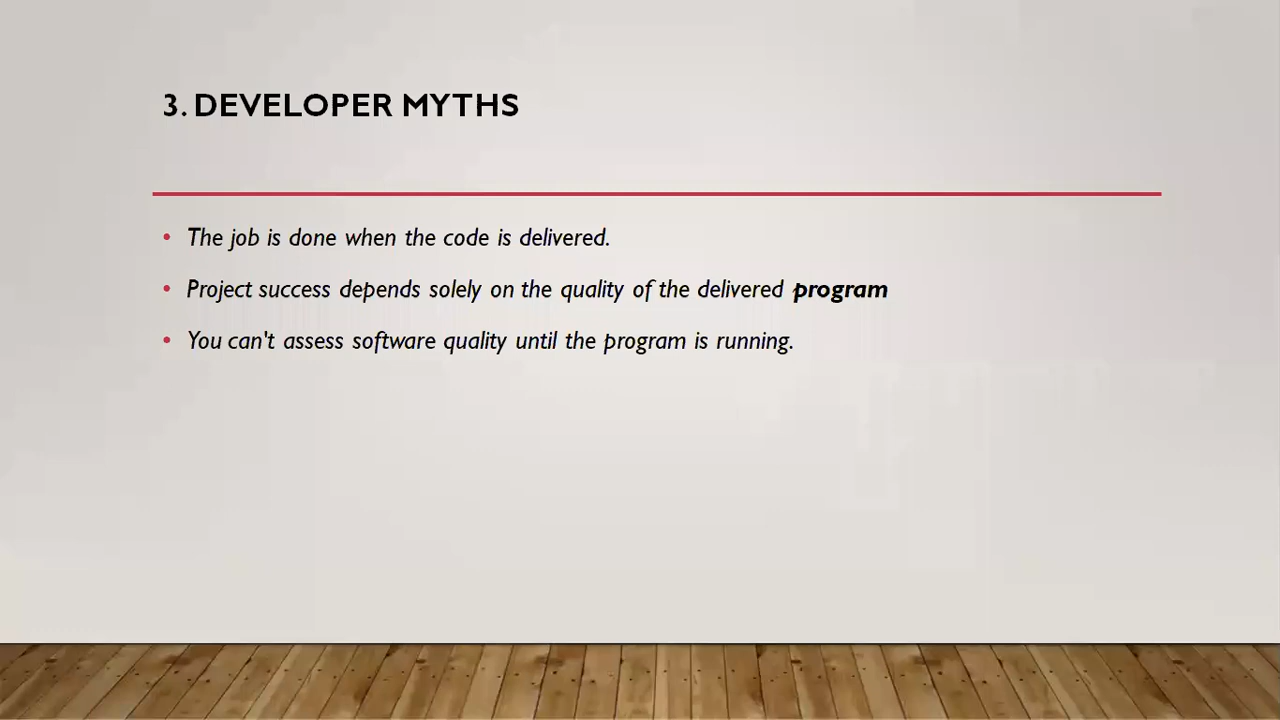 3. DEVELOPER MYTHS
• The job is done when the code is delivered.
• Project success depends solely on the quality of the delivered program
• You can't assess software quality until the program is running.